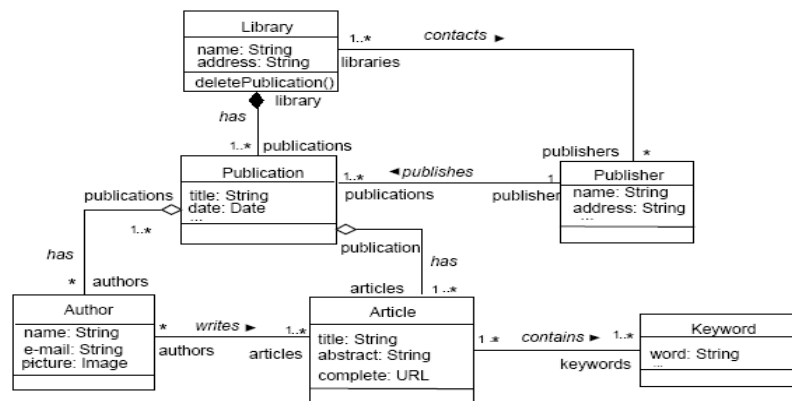 Library
name: String
address: String
deletePublication()
1..* contacts ►
libraries
library
has
1..* publications
publishers *
Publication
title: String
date: Date
...
1..* ◄publishes 1
publications publisher
Publisher
name: String
address: String
...
publications
1..*
has
* authors
publication
has
articles 1..*
Author
name: String
e-mail: String
picture: Image
* writes ► 1..*
authors articles
Article
title: String
abstract: String
complete: URL
1..* contains ► 1..*
keywords
Keyword
word: String
...